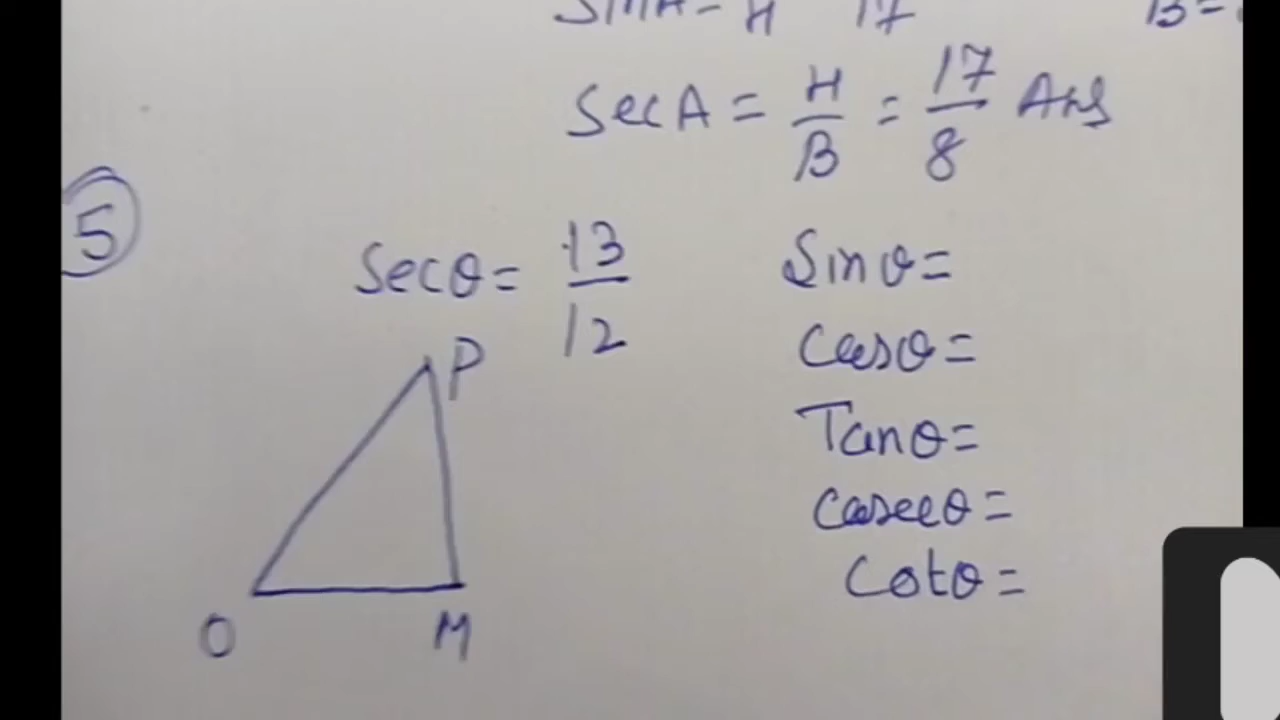 SecA = H/B = 17/8 Ans
5
Secθ = 13/12
Sinθ =
Cosθ =
Tanθ =
Cosecθ =
Cotθ =
P
O M